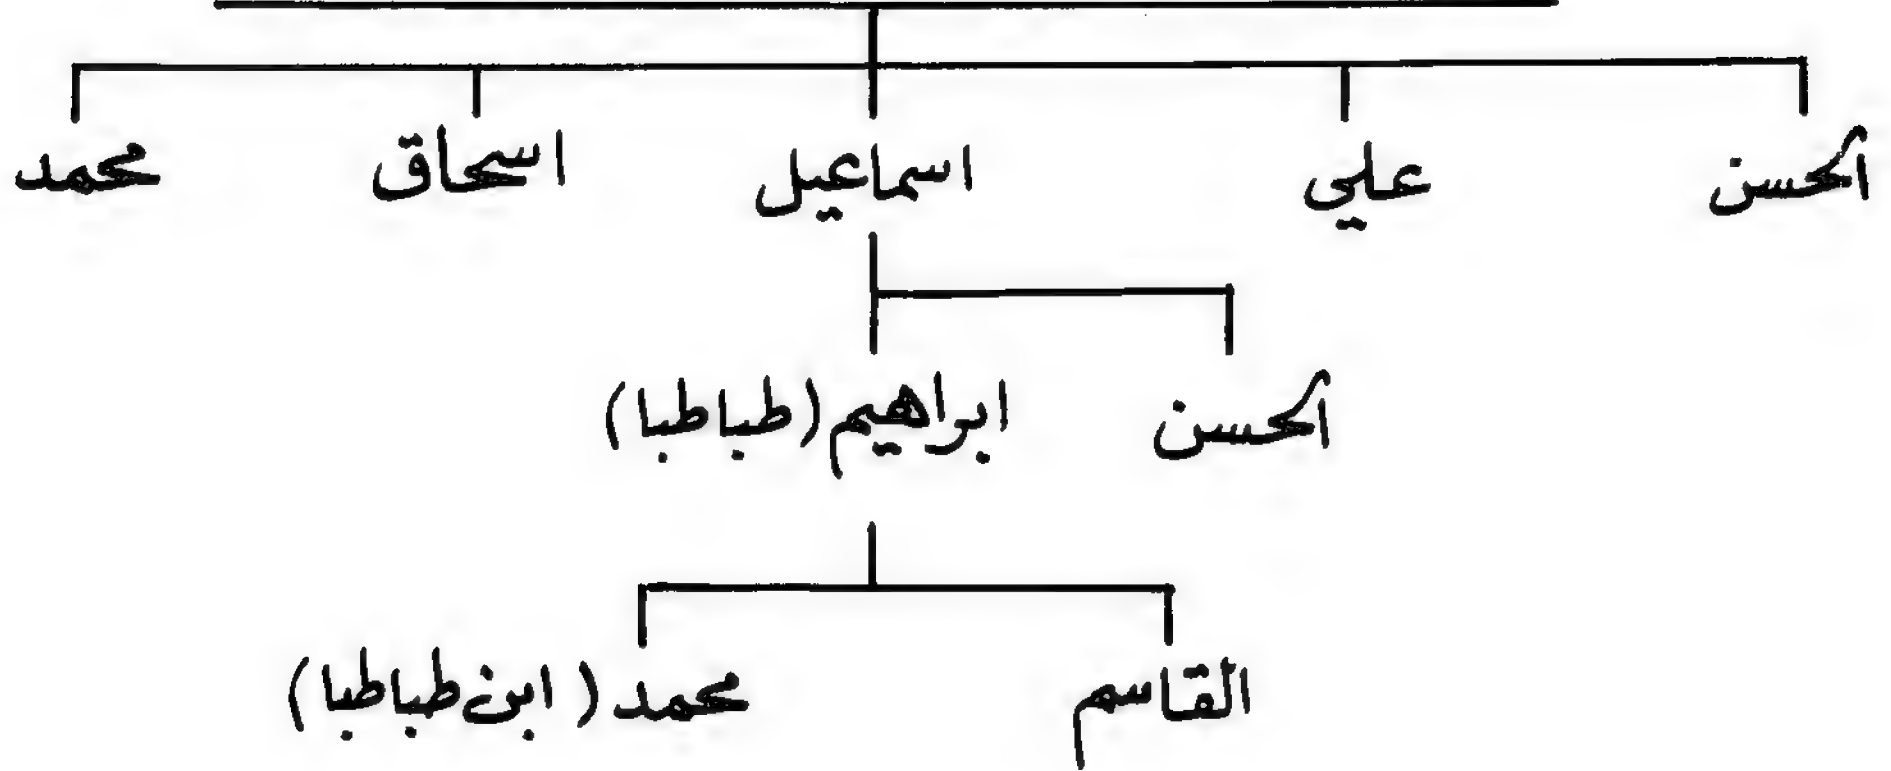 الحسن علي اسماعيل اسحاق محمد
الحسن ابراهيم (طباطبا)
القاسم محمد (ابن طباطبا)